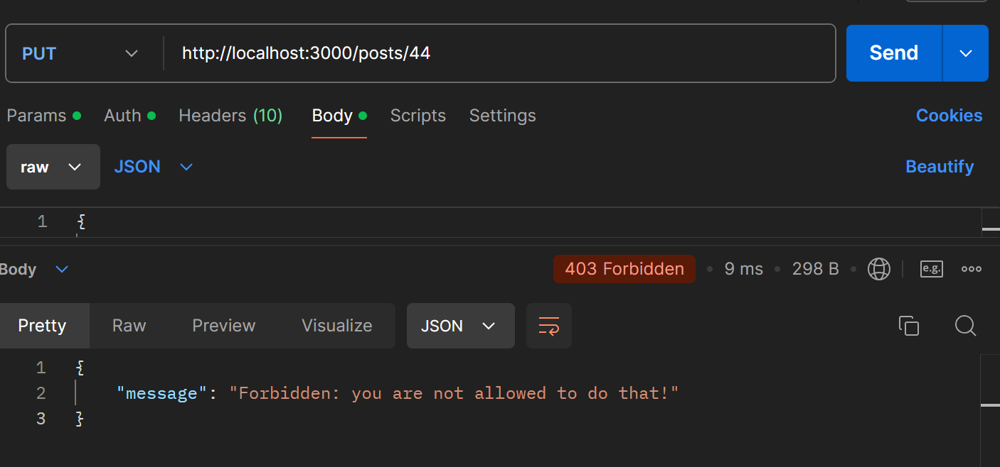 PUT http://localhost:3000/posts/44 Send
Params Auth Headers (10) Body Scripts Settings Cookies
raw JSON Beautify
1 {
Body 403 Forbidden • 9 ms • 298 B • e.g.
Pretty Raw Preview Visualize JSON
1 {
2 "message": "Forbidden: you are not allowed to do that!"
3 }